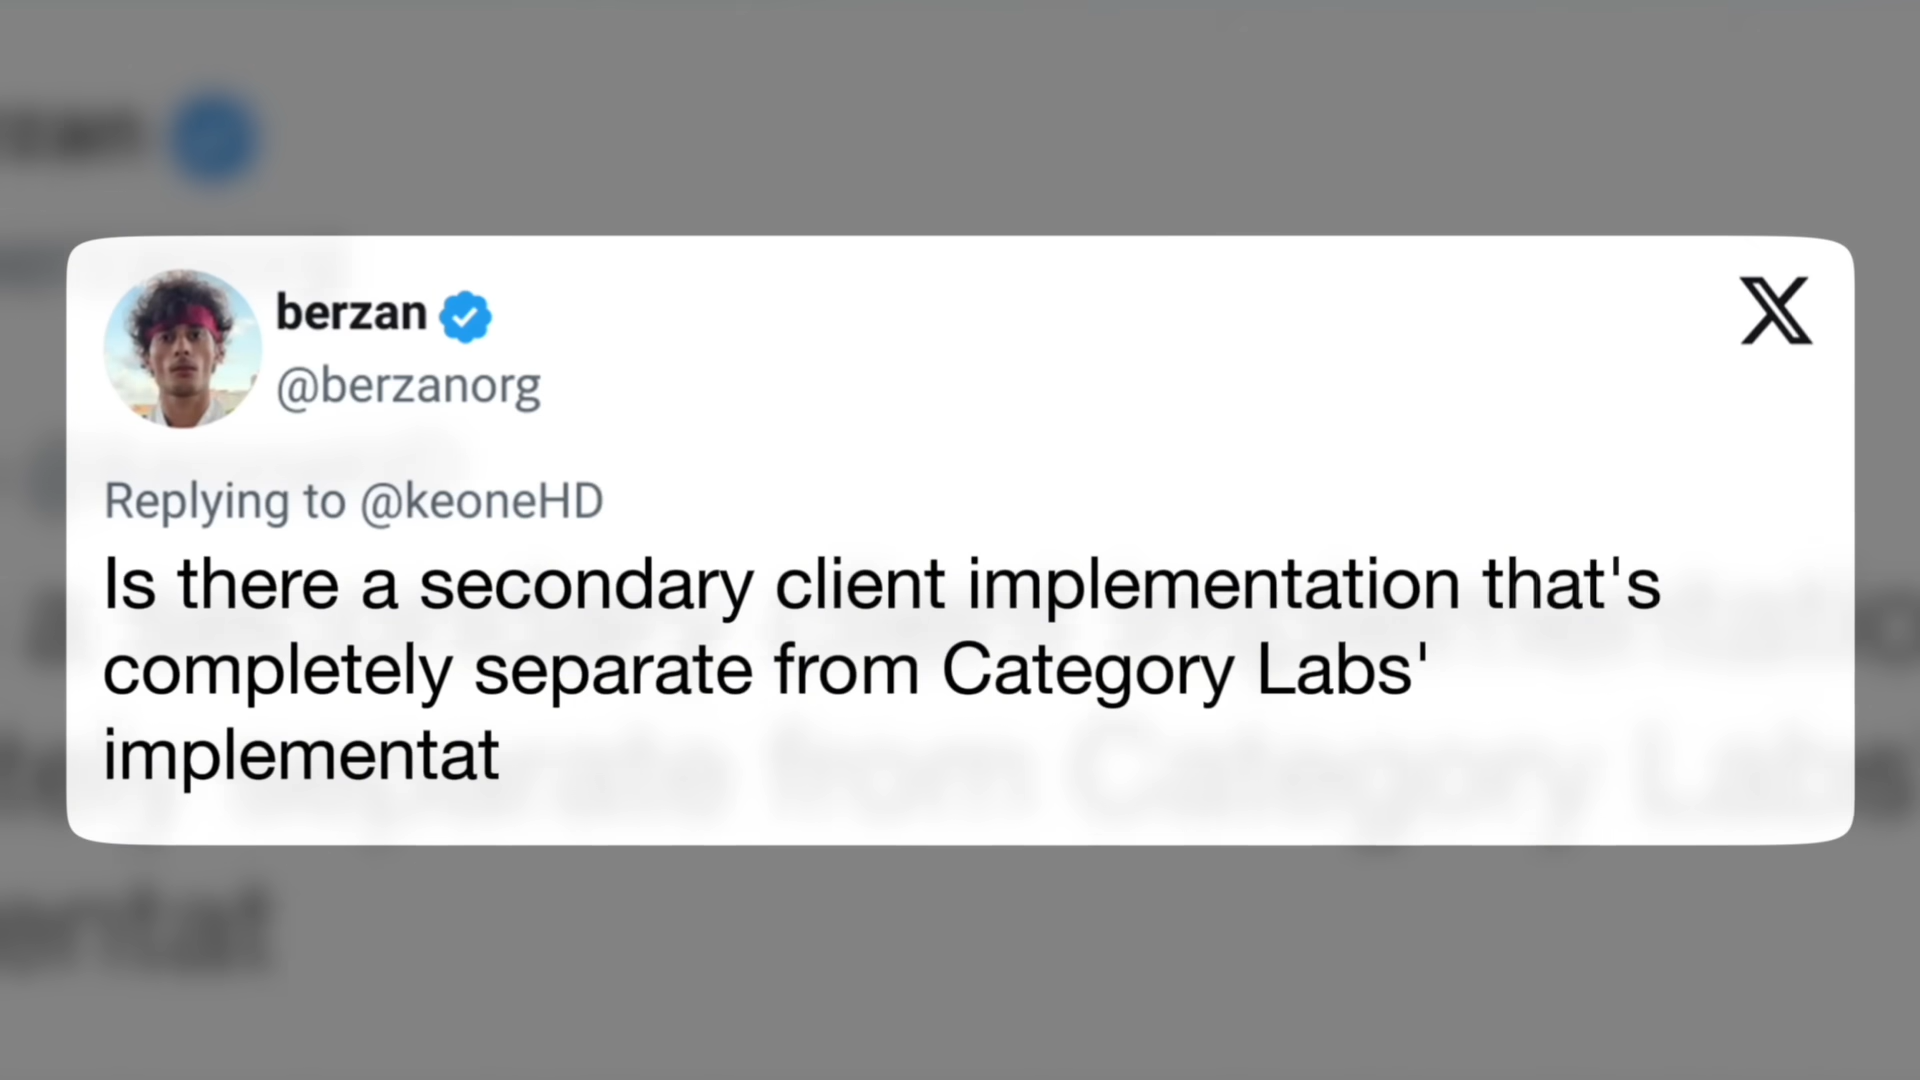 berzan
@berzanorg
Replying to @keoneHD
Is there a secondary client implementation that's
completely separate from Category Labs'
implementat